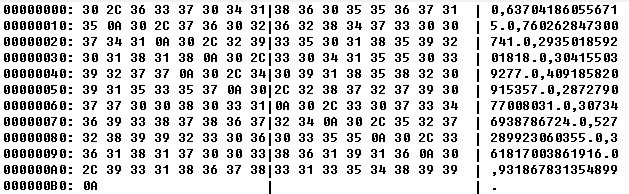 00000000: 30 2C 36 33 37 30 34 31|38 36 30 35 35 36 37 31 | 0,63704186055671
00000010: 35 0A 30 2C 37 36 30 32|36 32 38 34 37 33 30 30 | 5.0,760262847300
00000020: 37 34 31 0A 30 2C 32 39|33 35 30 31 38 35 39 32 | 741.0,2935018592
00000030: 30 31 38 31 38 0A 30 2C|33 30 34 31 35 35 30 33 | 01818.0,30415503
00000040: 39 32 37 37 0A 30 2C 34|30 39 31 38 35 38 32 30 | 9277.0,409185820
00000050: 39 31 35 33 35 37 0A 30|2C 32 38 37 32 37 39 30 | 915357.0,2872790
00000060: 37 37 30 30 38 30 33 31|0A 30 2C 33 30 37 33 34 | 77008031.0,30734
00000070: 36 39 33 38 37 38 36 37|32 34 0A 30 2C 35 32 37 | 6938786724.0,527
00000080: 32 38 39 39 32 33 30 36|30 33 35 35 0A 30 2C 33 | 289923060355.0,3
00000090: 36 31 38 31 37 30 30 33|38 36 31 39 31 36 0A 30 | 61817003861916.0
000000A0: 2C 39 33 31 38 36 37 38|33 31 33 35 34 38 39 39 | ,931867831354899
000000B0: 0A | | .